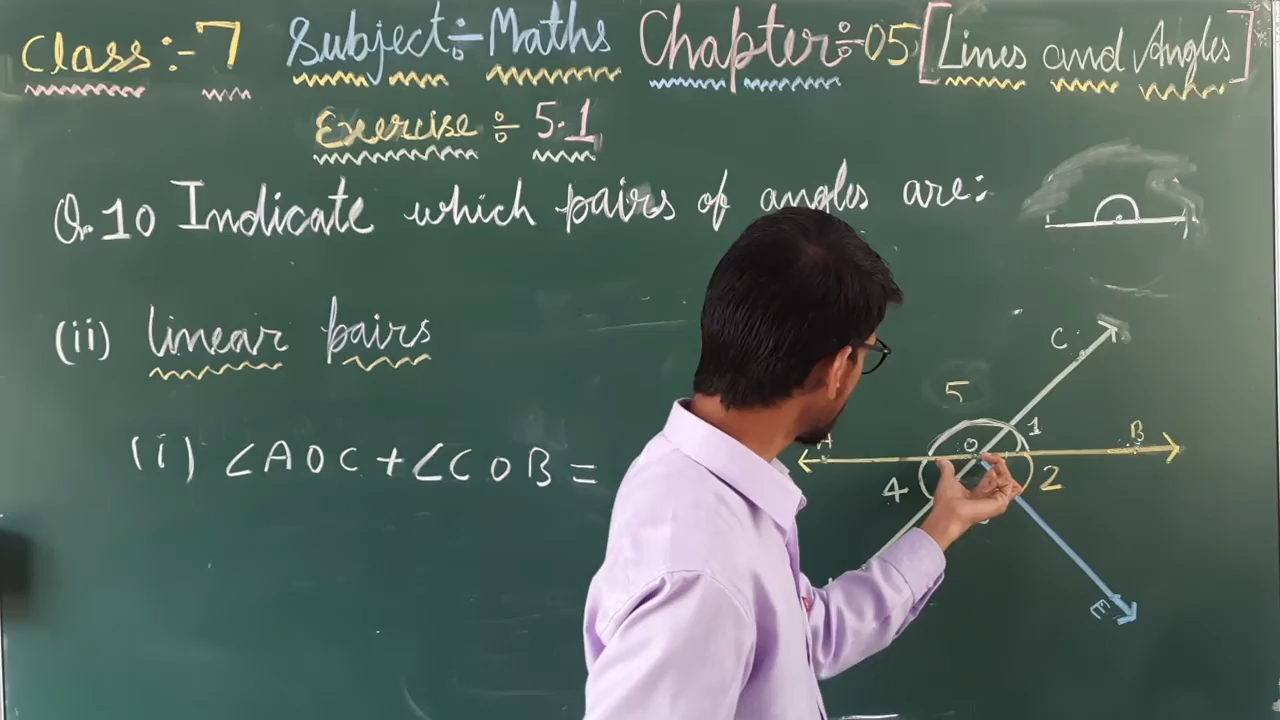 Class:-7 Subject÷Maths Chapter÷05 [Lines and Angles]
Exercise ÷ 5.1
Q.10 Indicate which pairs of angles are:
(ii) linear pairs
C
5
1
A O B
(i) ∠AOC+∠COB=
4 2
E